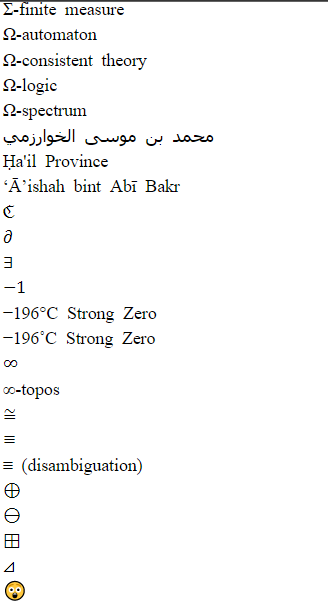 Σ-finite measure
Ω-automaton
Ω-consistent theory
Ω-logic
Ω-spectrum
محمد بن موسى الخوارزمي
Ḥa'il Province
‘Ā’ishah bint Abī Bakr
ℭ
∂
∃
−1
−196°C Strong Zero
−196˚C Strong Zero
∞
∞-topos
≅
≡
≡ (disambiguation)
⊕
⊖
⊞
⊿
😮